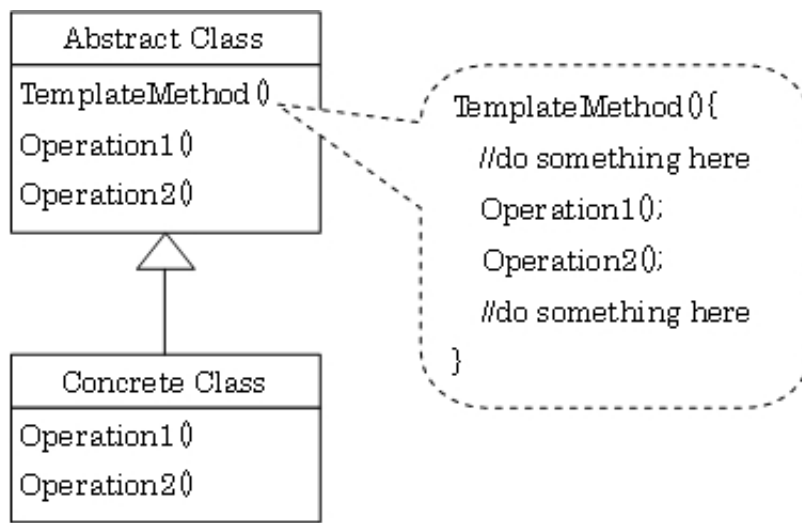 Abstract Class
TemplateMethod()
Operation1()
Operation2()
TemplateMethod(){
//do something here
Operation1();
Operation2();
//do something here
}
Concrete Class
Operation1()
Operation2()